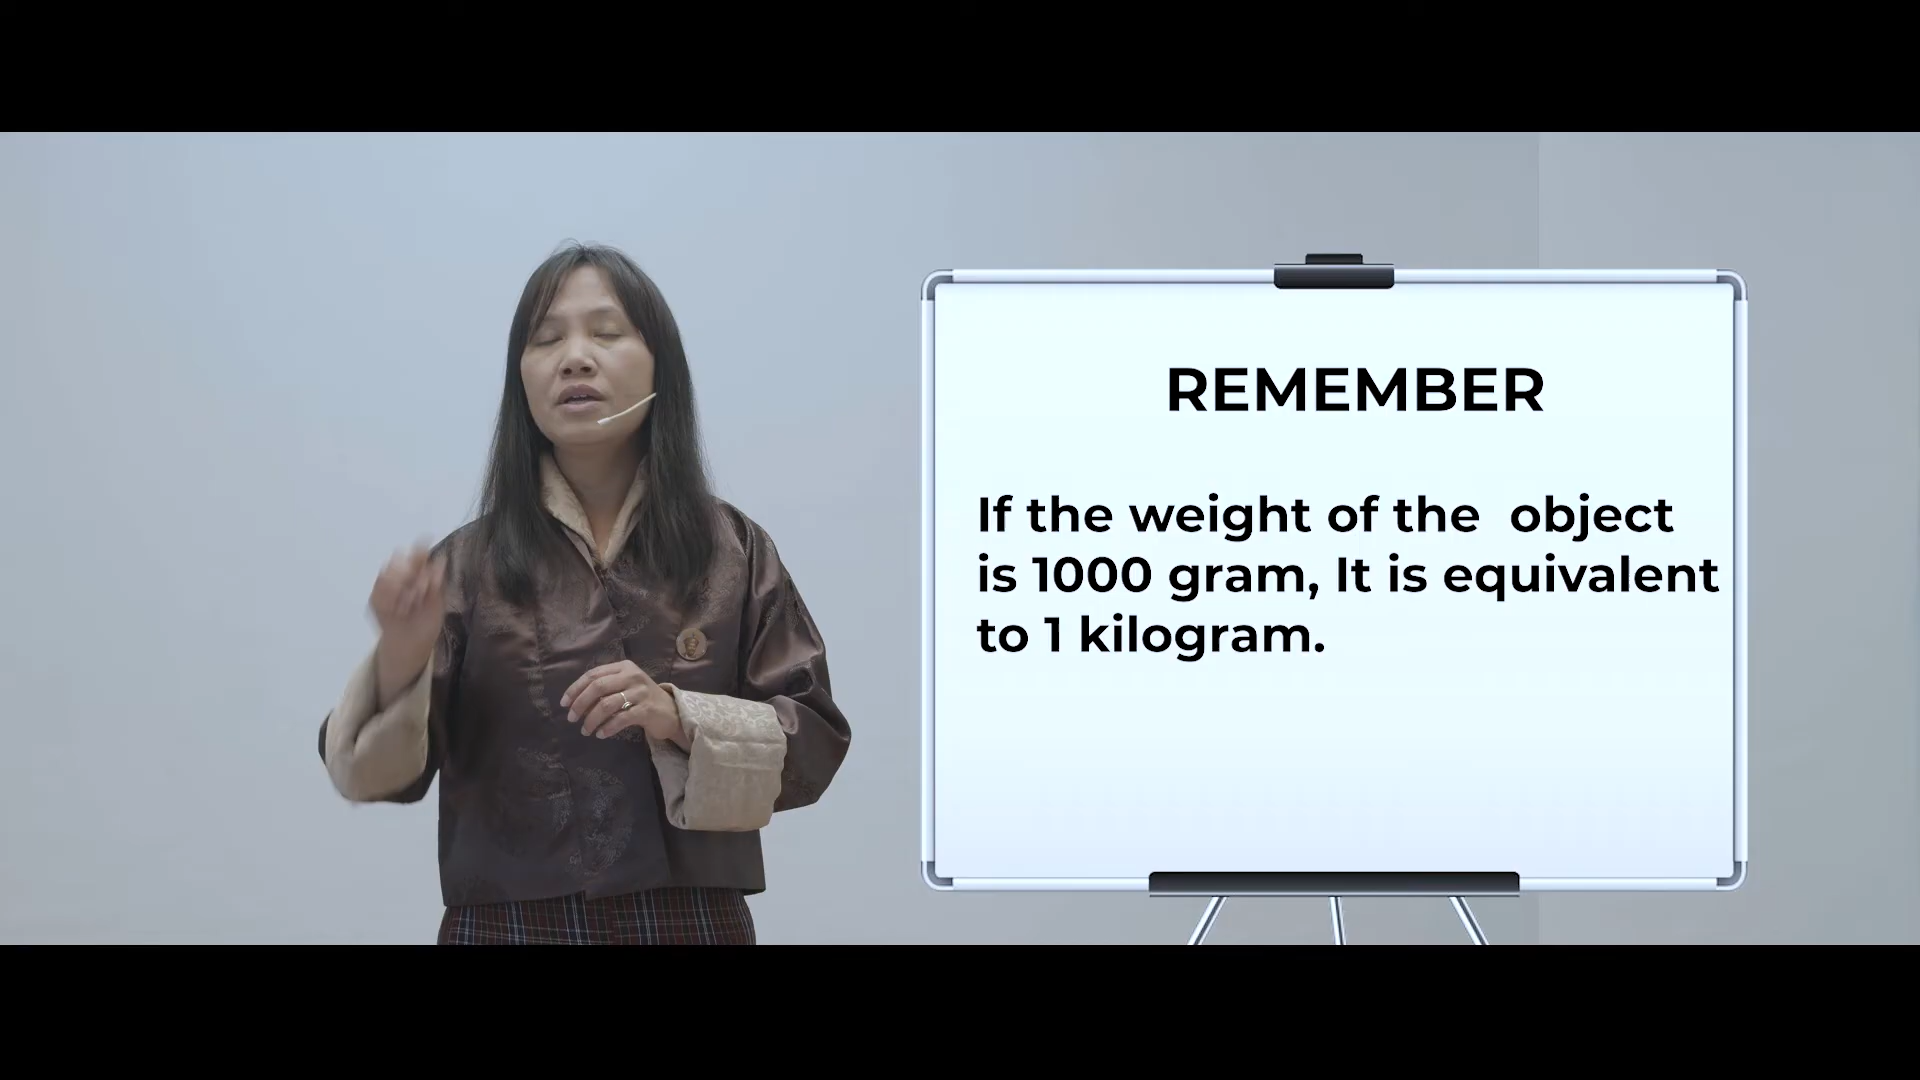 REMEMBER
If the weight of the object
is 1000 gram, It is equivalent
to 1 kilogram.